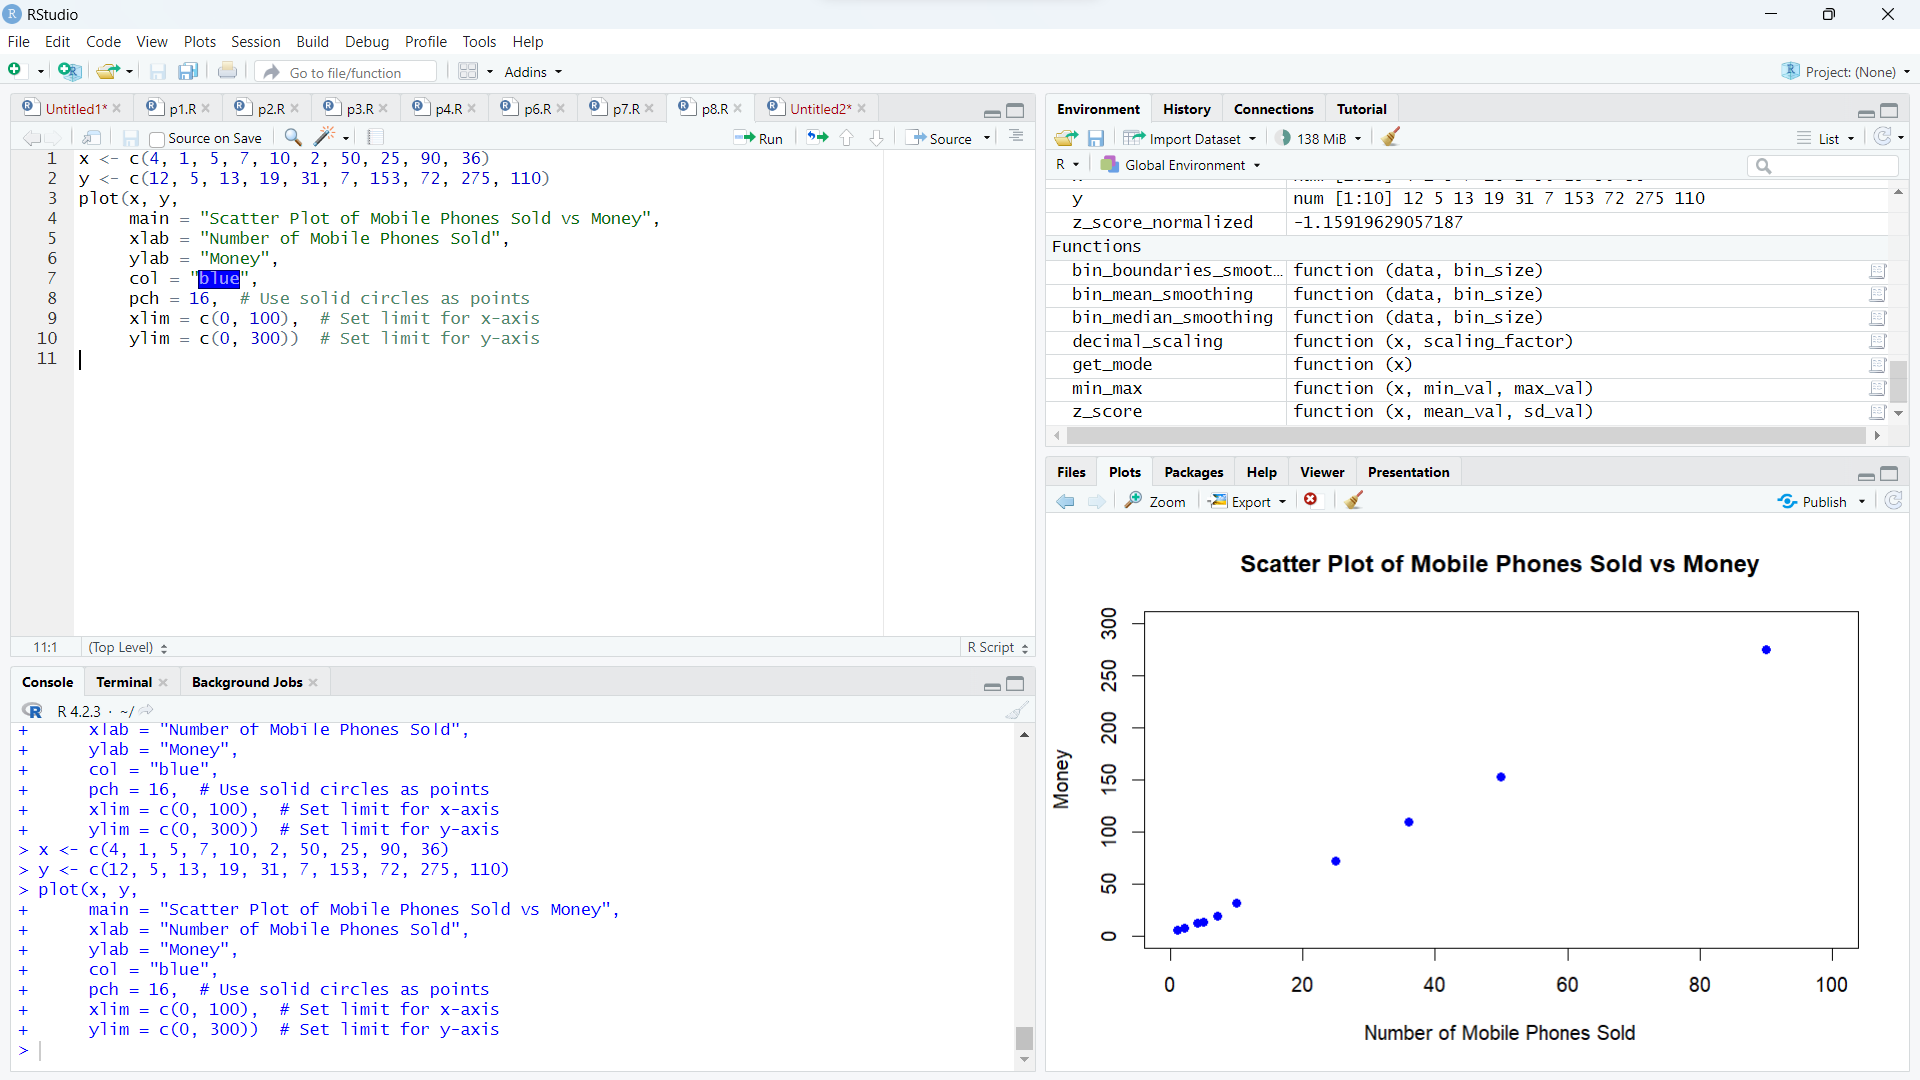 RStudio
File Edit Code View Plots Session Build Debug Profile Tools Help
Go to file/function Addins Project: (None)
Untitled1* p1.R p2.R p3.R p4.R p6.R p7.R p8.R Untitled2*
Source on Save Run Source
1 x <- c(4, 1, 5, 7, 10, 2, 50, 25, 90, 36)
2 y <- c(12, 5, 13, 19, 31, 7, 153, 72, 275, 110)
3 plot(x, y,
4 main = "Scatter Plot of Mobile Phones Sold vs Money",
5 xlab = "Number of Mobile Phones Sold",
6 ylab = "Money",
7 col = "blue",
8 pch = 16, # Use solid circles as points
9 xlim = c(0, 100), # Set limit for x-axis
10 ylim = c(0, 300)) # Set limit for y-axis
11
11:1 (Top Level) R Script
Console Terminal Background Jobs
R 4.2.3 · ~/
+ xlab = "Number of Mobile Phones Sold",
+ ylab = "Money",
+ col = "blue",
+ pch = 16, # Use solid circles as points
+ xlim = c(0, 100), # Set limit for x-axis
+ ylim = c(0, 300)) # Set limit for y-axis
> x <- c(4, 1, 5, 7, 10, 2, 50, 25, 90, 36)
> y <- c(12, 5, 13, 19, 31, 7, 153, 72, 275, 110)
> plot(x, y,
+ main = "Scatter Plot of Mobile Phones Sold vs Money",
+ xlab = "Number of Mobile Phones Sold",
+ ylab = "Money",
+ col = "blue",
+ pch = 16, # Use solid circles as points
+ xlim = c(0, 100), # Set limit for x-axis
+ ylim = c(0, 300)) # Set limit for y-axis
>
Environment History Connections Tutorial
Import Dataset 138 MiB List
R Global Environment
y num [1:10] 12 5 13 19 31 7 153 72 275 110
z_score_normalized -1.15919629057187
Functions
bin_boundaries_smoot… function (data, bin_size)
bin_mean_smoothing function (data, bin_size)
bin_median_smoothing function (data, bin_size)
decimal_scaling function (x, scaling_factor)
get_mode function (x)
min_max function (x, min_val, max_val)
z_score function (x, mean_val, sd_val)
Files Plots Packages Help Viewer Presentation
Zoom Export Publish
Scatter Plot of Mobile Phones Sold vs Money
300
250
200
150
100
50
0
Money
0 20 40 60 80 100
Number of Mobile Phones Sold